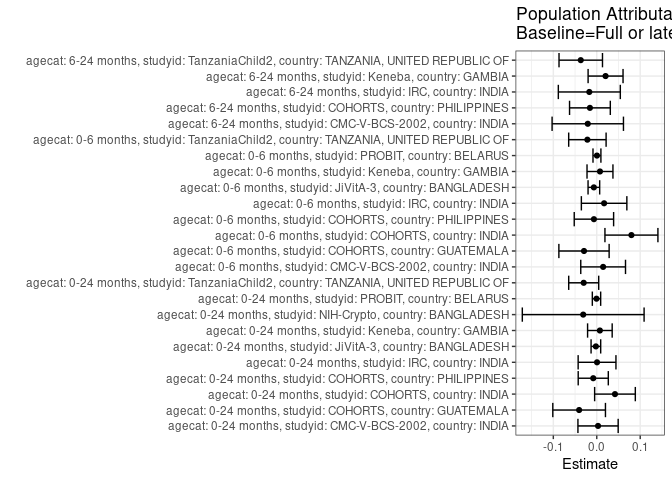 Population Attributa
Baseline=Full or late
agecat: 6-24 months, studyid: TanzaniaChild2, country: TANZANIA, UNITED REPUBLIC OF
agecat: 6-24 months, studyid: Keneba, country: GAMBIA
agecat: 6-24 months, studyid: IRC, country: INDIA
agecat: 6-24 months, studyid: COHORTS, country: PHILIPPINES
agecat: 6-24 months, studyid: CMC-V-BCS-2002, country: INDIA
agecat: 0-6 months, studyid: TanzaniaChild2, country: TANZANIA, UNITED REPUBLIC OF
agecat: 0-6 months, studyid: PROBIT, country: BELARUS
agecat: 0-6 months, studyid: Keneba, country: GAMBIA
agecat: 0-6 months, studyid: JiVitA-3, country: BANGLADESH
agecat: 0-6 months, studyid: IRC, country: INDIA
agecat: 0-6 months, studyid: COHORTS, country: PHILIPPINES
agecat: 0-6 months, studyid: COHORTS, country: INDIA
agecat: 0-6 months, studyid: COHORTS, country: GUATEMALA
agecat: 0-6 months, studyid: CMC-V-BCS-2002, country: INDIA
agecat: 0-24 months, studyid: TanzaniaChild2, country: TANZANIA, UNITED REPUBLIC OF
agecat: 0-24 months, studyid: PROBIT, country: BELARUS
agecat: 0-24 months, studyid: NIH-Crypto, country: BANGLADESH
agecat: 0-24 months, studyid: Keneba, country: GAMBIA
agecat: 0-24 months, studyid: JiVitA-3, country: BANGLADESH
agecat: 0-24 months, studyid: IRC, country: INDIA
agecat: 0-24 months, studyid: COHORTS, country: PHILIPPINES
agecat: 0-24 months, studyid: COHORTS, country: INDIA
agecat: 0-24 months, studyid: COHORTS, country: GUATEMALA
agecat: 0-24 months, studyid: CMC-V-BCS-2002, country: INDIA
-0.1 0.0 0.1
Estimate